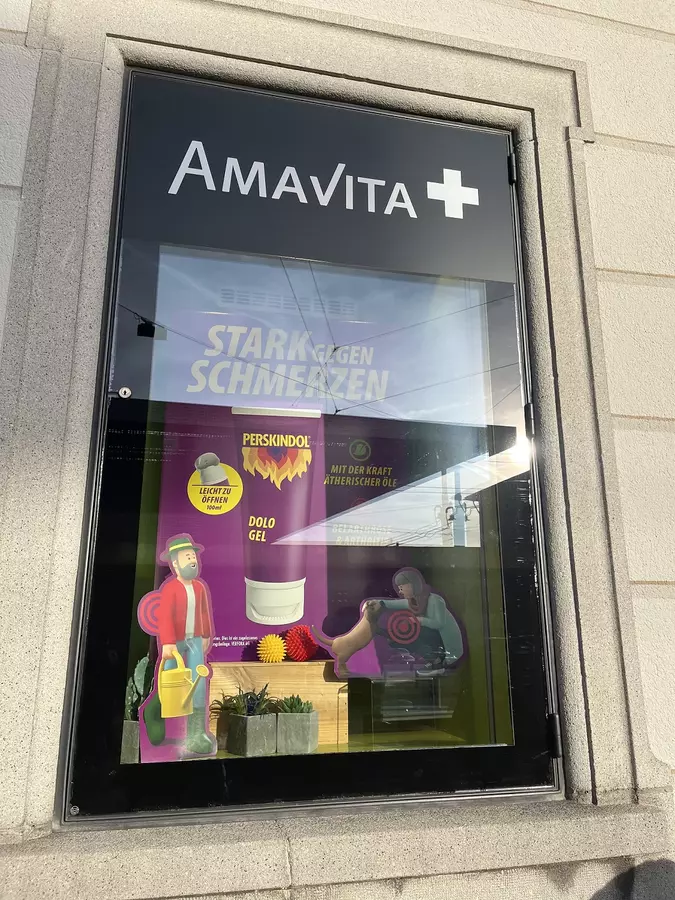 AMAVITA
STARK GEGEN
SCHMERZEN
PERSKINDOL
LEICHT ZU
ÖFFNEN
100ml
MIT DER KRAFT
ÄTHERISCHER ÖLE
DOLO
GEL